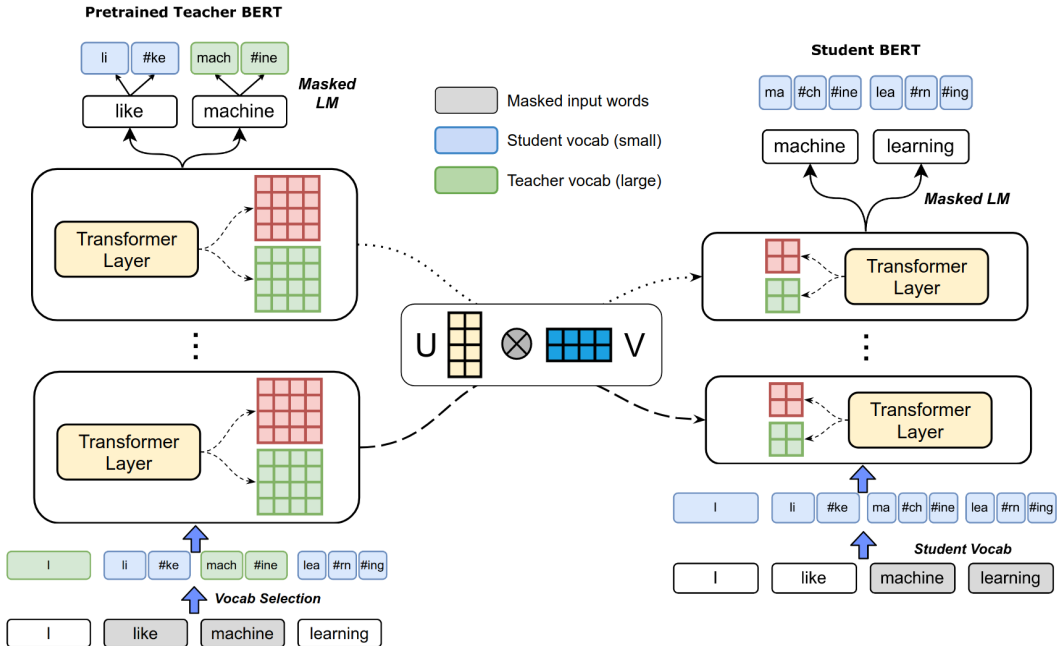 Pretrained Teacher BERT
li #ke mach #ine
Masked
LM
like machine
Transformer
Layer
Transformer
Layer
I li #ke mach #ine lea #rn #ing
Vocab Selection
I like machine learning
Masked input words
Student vocab (small)
Teacher vocab (large)
U V
Student BERT
ma #ch #ine lea #rn #ing
machine learning
Masked LM
Transformer
Layer
Transformer
Layer
I li #ke ma #ch #ine lea #rn #ing
Student Vocab
I like machine learning